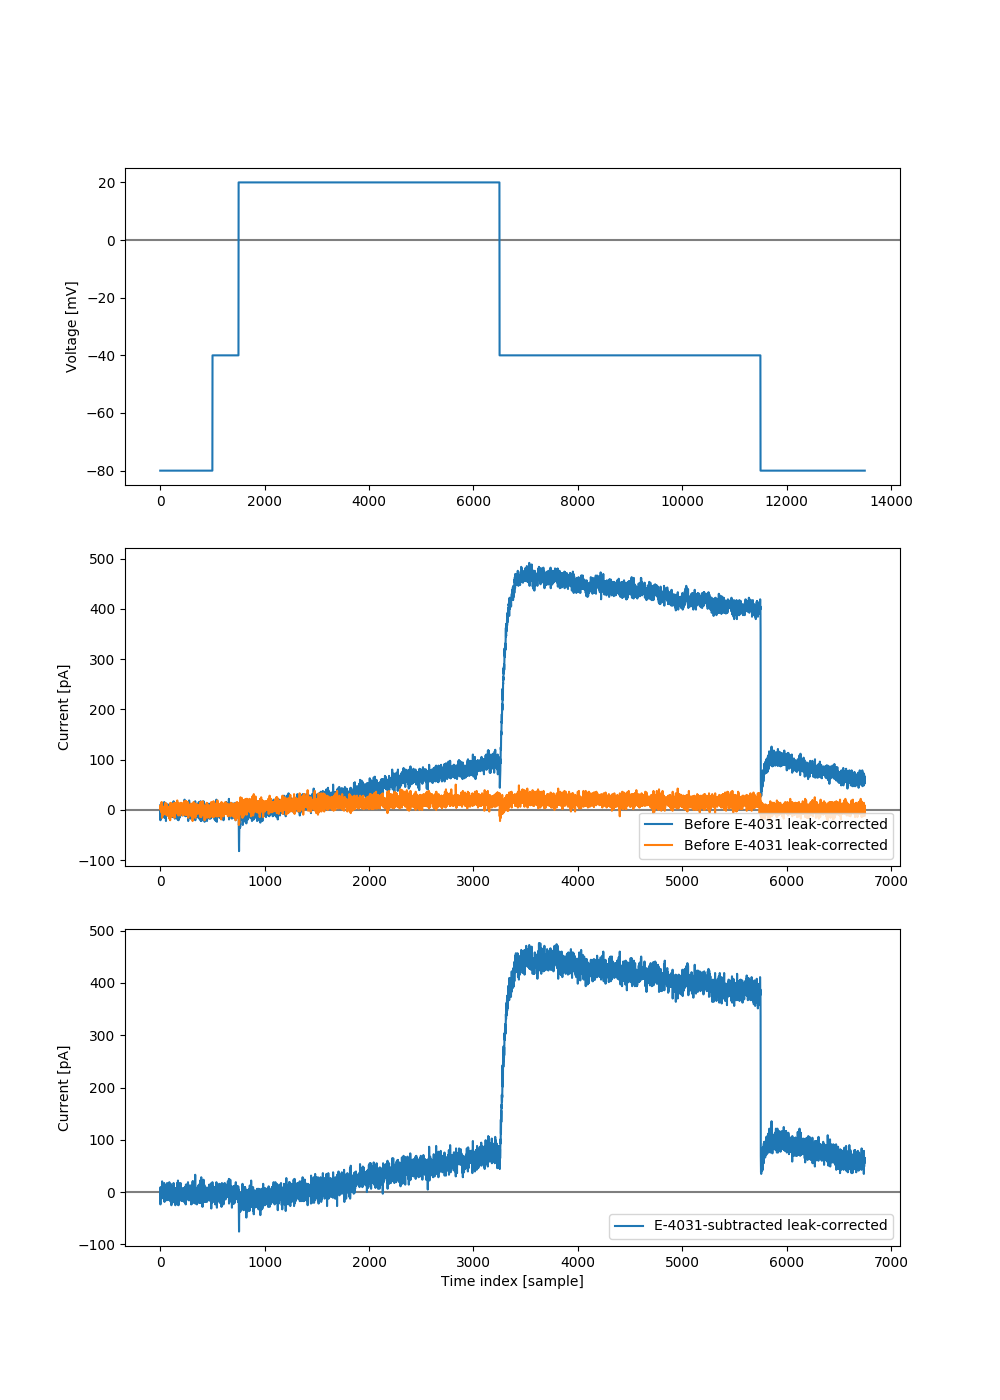 Voltage [mV]
20
0
−20
−40
−60
−80
0 2000 4000 6000 8000 10000 12000 14000
Current [pA]
500
400
300
200
100
0
−100
Before E-4031 leak-corrected
Before E-4031 leak-corrected
0 1000 2000 3000 4000 5000 6000 7000
Current [pA]
500
400
300
200
100
0
−100
E-4031-subtracted leak-corrected
0 1000 2000 3000 4000 5000 6000 7000
Time index [sample]